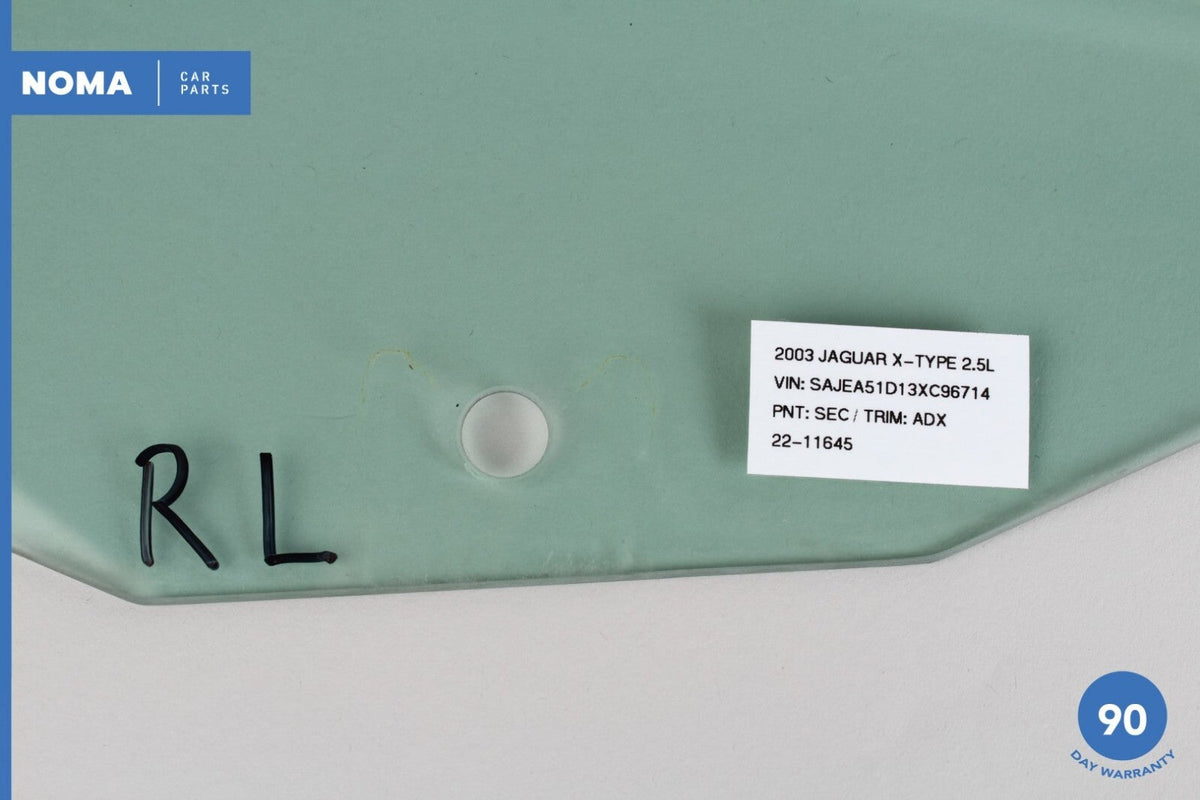 NOMA
CAR
PARTS
2003 JAGUAR X-TYPE 2.5L
VIN: SAJEA51D13XC96714
PNT: SEC / TRIM: ADX
22-11645
R L
90
DAY WARRANTY